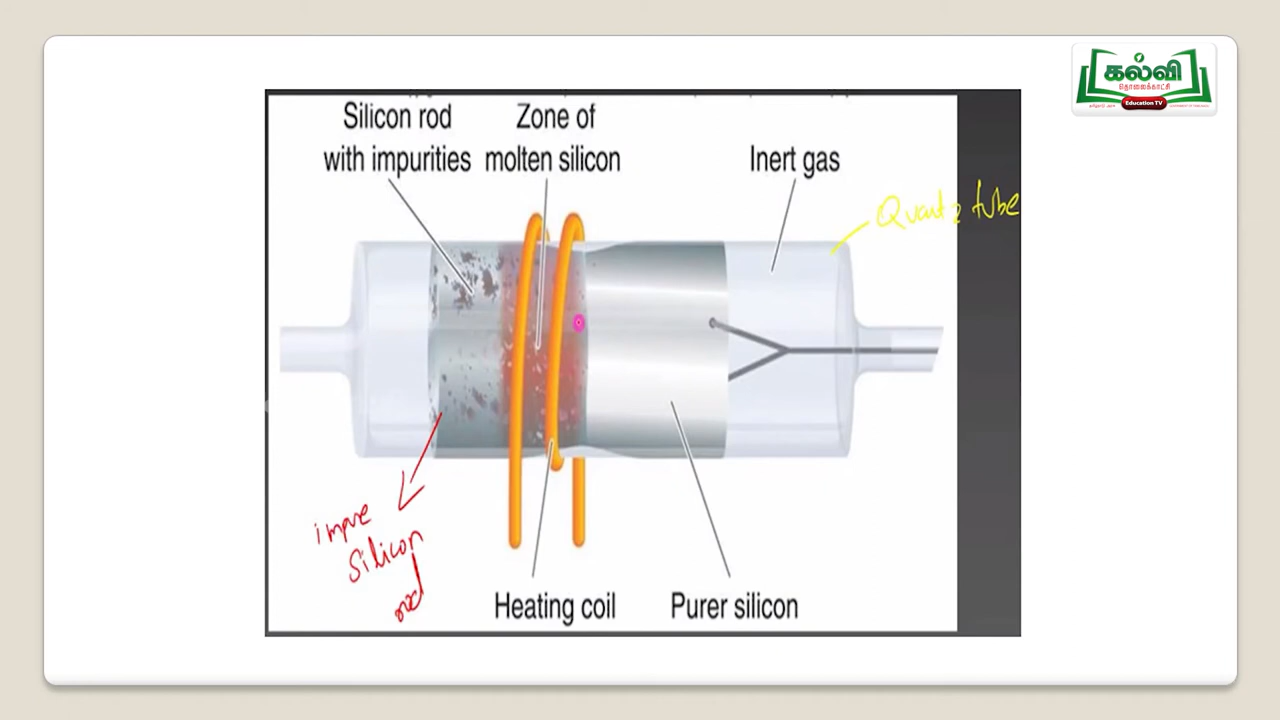 கல்வி
தொலைக்காட்சி
Education TV
Silicon rod
with impurities
Zone of
molten silicon
Inert gas
Quartz tube
impure
Silicon
rod
Heating coil
Purer silicon